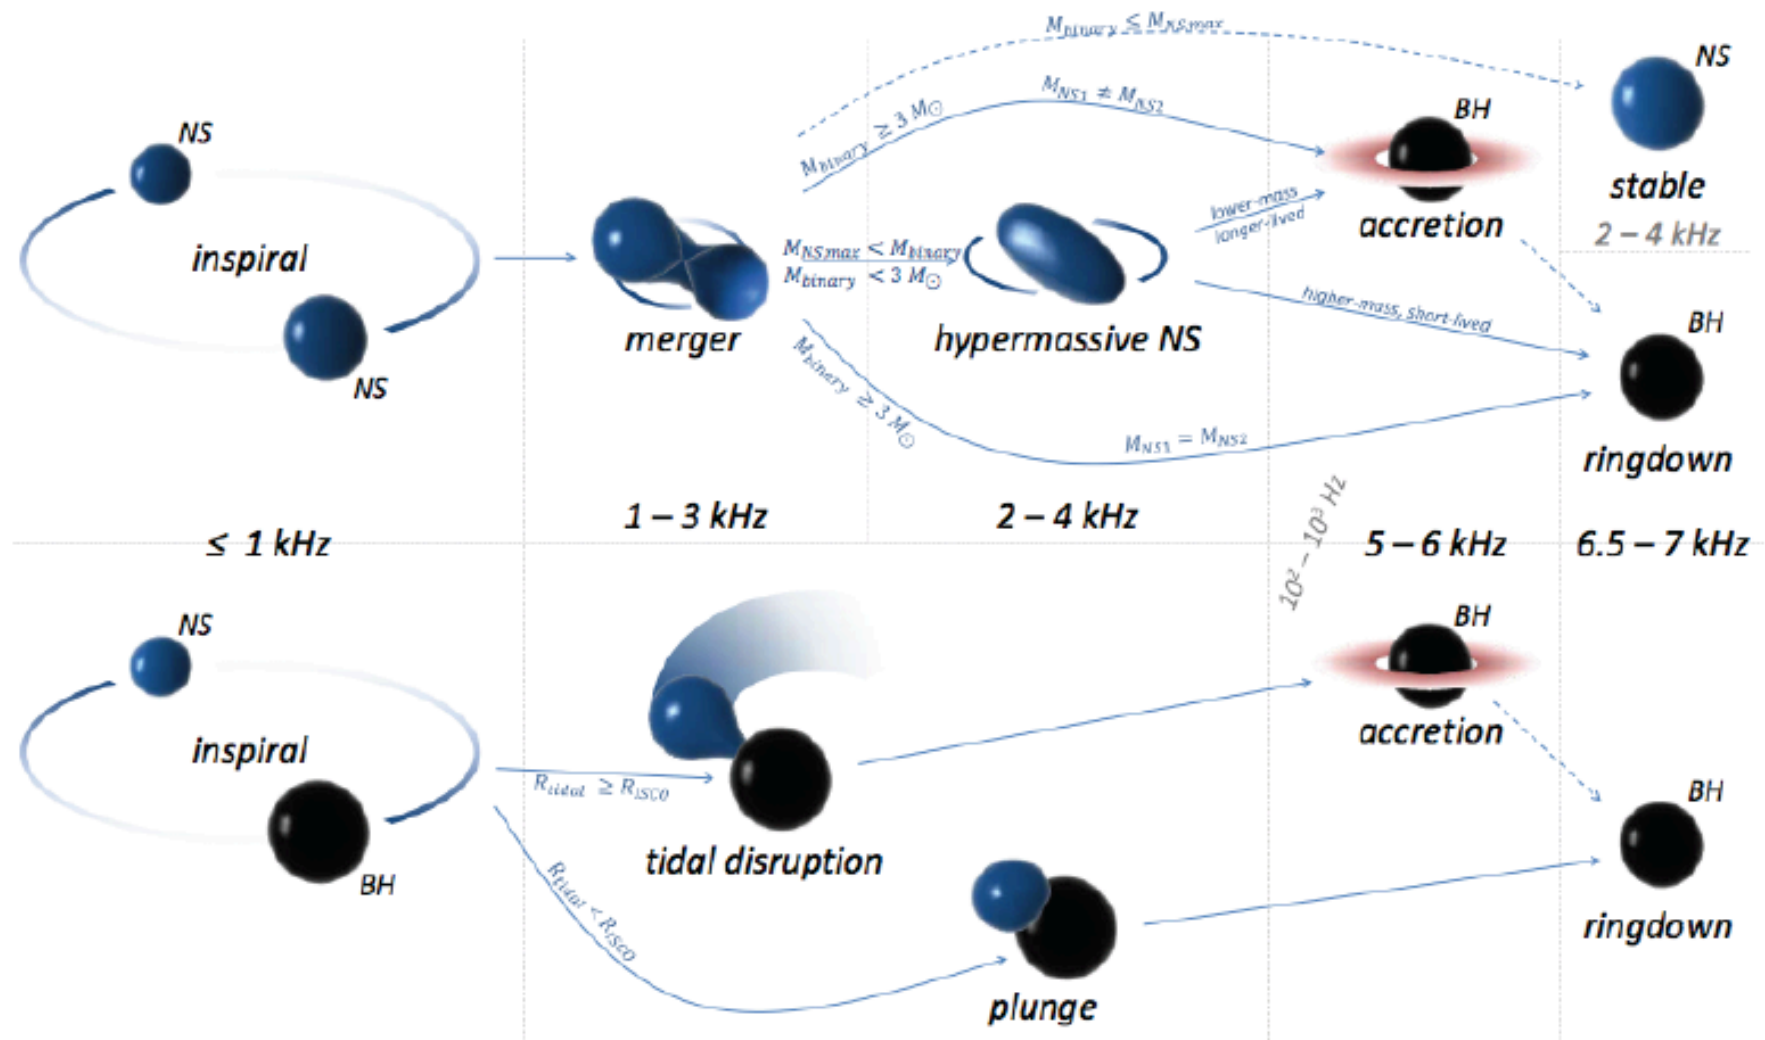 M_binary ≤ M_NSmax
NS
stable
2 – 4 kHz
M_binary ≥ 3 M_⊙
M_NS1 ≠ M_NS2
BH
accretion
NS
inspiral
NS
merger
M_NSmax < M_binary
M_binary < 3 M_⊙
hypermassive NS
lower-mass
longer-lived
higher-mass, short-lived
BH
ringdown
M_binary ≥ 3 M_⊙
M_NS1 = M_NS2
≤ 1 kHz
1 – 3 kHz
2 – 4 kHz
10² – 10³ Hz
5 – 6 kHz
6.5 – 7 kHz
NS
inspiral
BH
R_tidal ≥ R_ISCO
tidal disruption
BH
accretion
R_tidal < R_ISCO
plunge
BH
ringdown